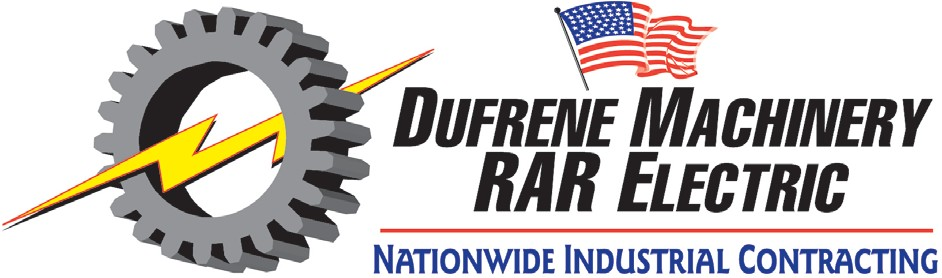 DUFRENE MACHINERY
RAR ELECTRIC
NATIONWIDE INDUSTRIAL CONTRACTING